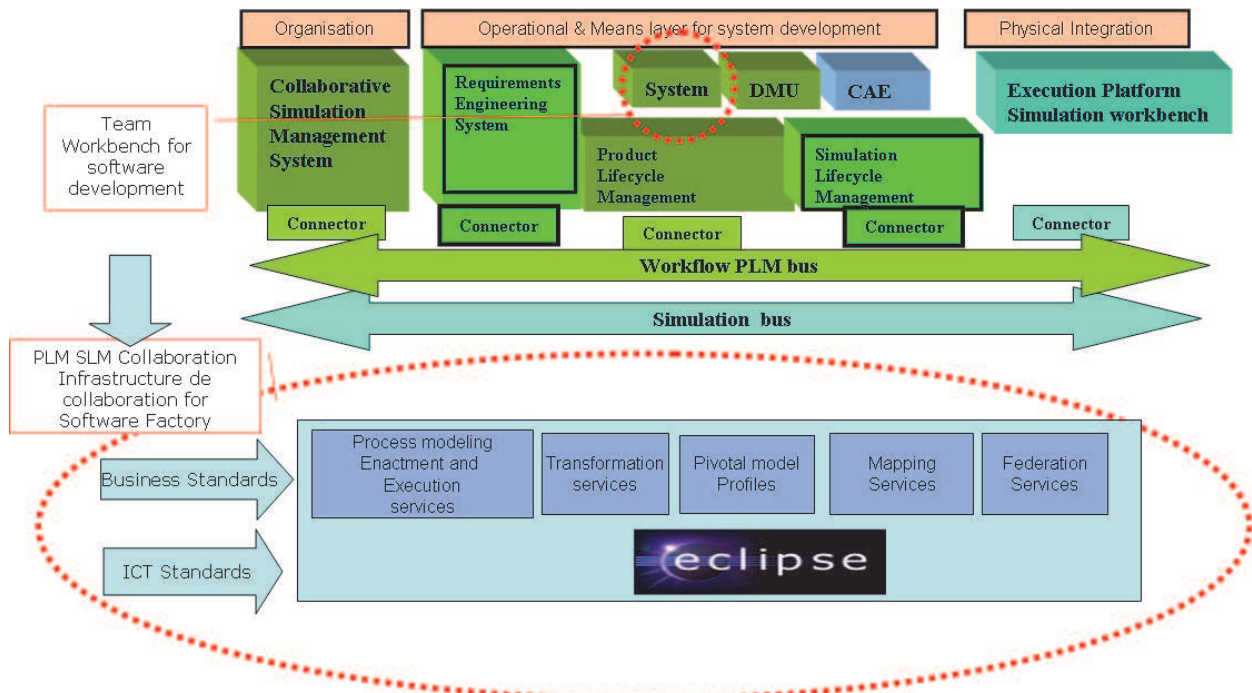 Organisation
Operational & Means layer for system development
Physical Integration
Collaborative
Simulation
Management
System
Requirements
Engineering
System
System
DMU
CAE
Execution Platform
Simulation workbench
Team
Workbench for
software
development
Product
Lifecycle
Management
Simulation
Lifecycle
Management
Connector
Connector
Connector
Connector
Connector
Workflow PLM bus
Simulation bus
PLM SLM Collaboration
Infrastructure de
collaboration for
Software Factory
Business Standards
ICT Standards
Process modeling
Enactment and
Execution
services
Transformation
services
Pivotal model
Profiles
Mapping
Services
Federation
Services
eclipse